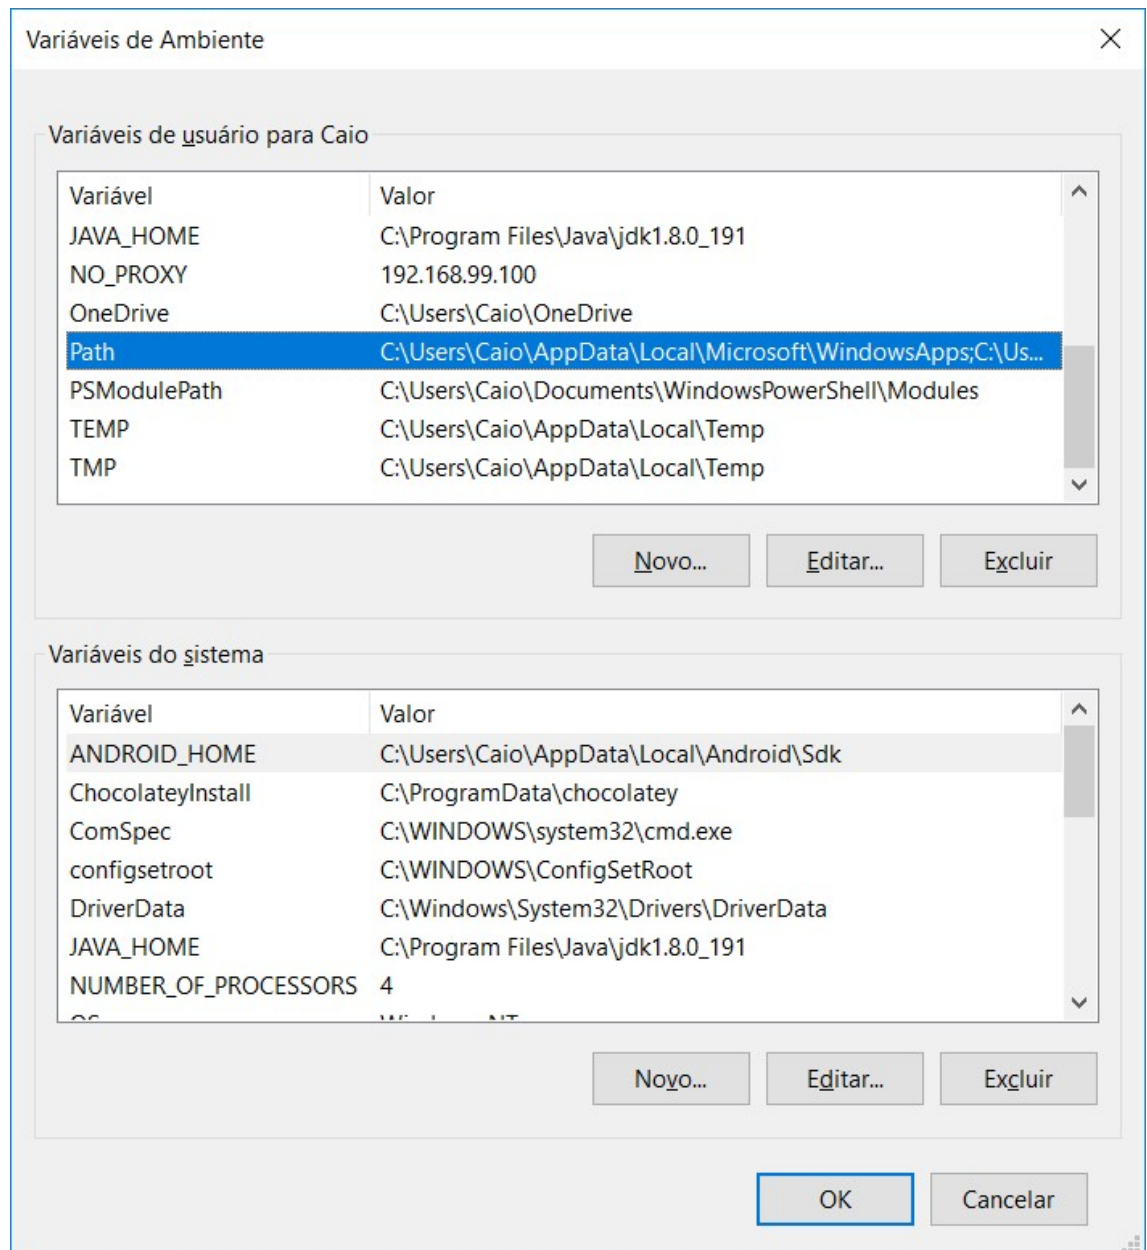 Variáveis de Ambiente
Variáveis de usuário para Caio
Variável Valor
JAVA_HOME C:\Program Files\Java\jdk1.8.0_191
NO_PROXY 192.168.99.100
OneDrive C:\Users\Caio\OneDrive
Path C:\Users\Caio\AppData\Local\Microsoft\WindowsApps;C:\Us...
PSModulePath C:\Users\Caio\Documents\WindowsPowerShell\Modules
TEMP C:\Users\Caio\AppData\Local\Temp
TMP C:\Users\Caio\AppData\Local\Temp
Novo... Editar... Excluir
Variáveis do sistema
Variável Valor
ANDROID_HOME C:\Users\Caio\AppData\Local\Android\Sdk
ChocolateyInstall C:\ProgramData\chocolatey
ComSpec C:\WINDOWS\system32\cmd.exe
configsetroot C:\WINDOWS\ConfigSetRoot
DriverData C:\Windows\System32\Drivers\DriverData
JAVA_HOME C:\Program Files\Java\jdk1.8.0_191
NUMBER_OF_PROCESSORS 4
Novo... Editar... Excluir
OK Cancelar